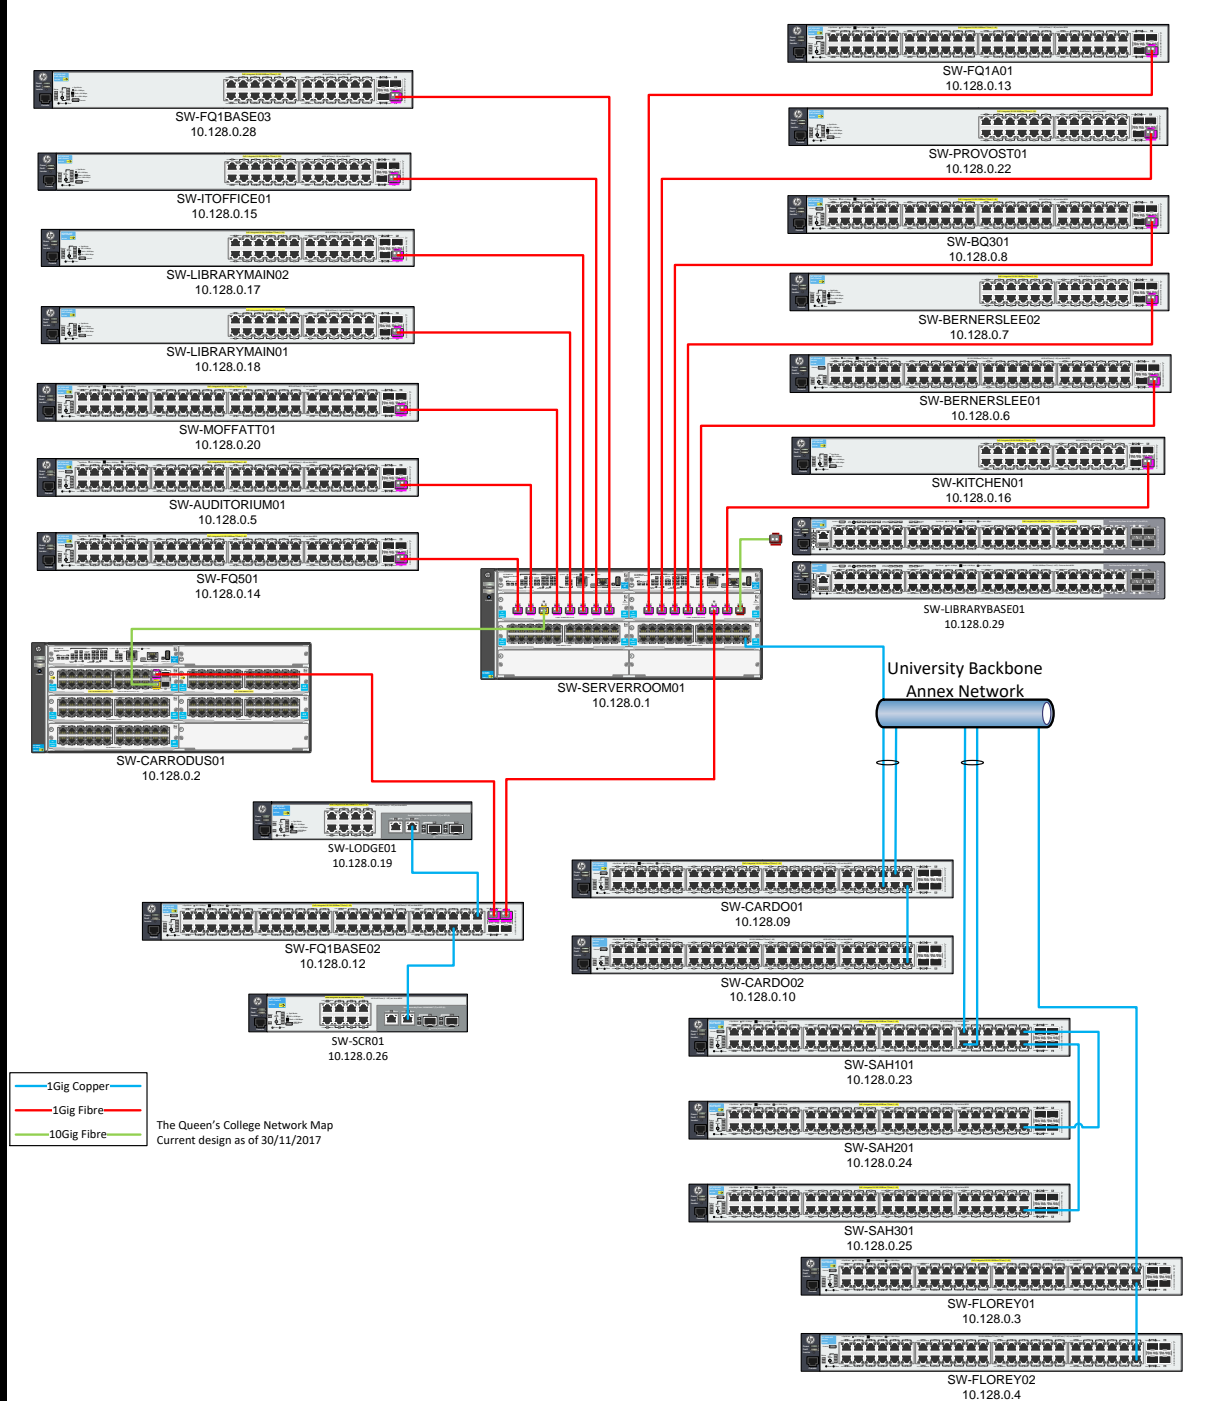 SW-FQ1BASE03
10.128.0.28
SW-ITOFFICE01
10.128.0.15
SW-LIBRARYMAIN02
10.128.0.17
SW-LIBRARYMAIN01
10.128.0.18
SW-MOFFATT01
10.128.0.20
SW-AUDITORIUM01
10.128.0.5
SW-FQ501
10.128.0.14
SW-FQ1A01
10.128.0.13
SW-PROVOST01
10.128.0.22
SW-BQ301
10.128.0.8
SW-BERNERSLEE02
10.128.0.7
SW-BERNERSLEE01
10.128.0.6
SW-KITCHEN01
10.128.0.16
SW-LIBRARYBASE01
10.128.0.29
SW-SERVERROOM01
10.128.0.1
University Backbone
Annex Network
SW-CARRODUS01
10.128.0.2
SW-LODGE01
10.128.0.19
SW-FQ1BASE02
10.128.0.12
SW-SCR01
10.128.0.26
SW-CARDO01
10.128.09
SW-CARDO02
10.128.0.10
SW-SAH101
10.128.0.23
SW-SAH201
10.128.0.24
SW-SAH301
10.128.0.25
SW-FLOREY01
10.128.0.3
SW-FLOREY02
10.128.0.4
1Gig Copper
1Gig Fibre
10Gig Fibre
The Queen's College Network Map
Current design as of 30/11/2017